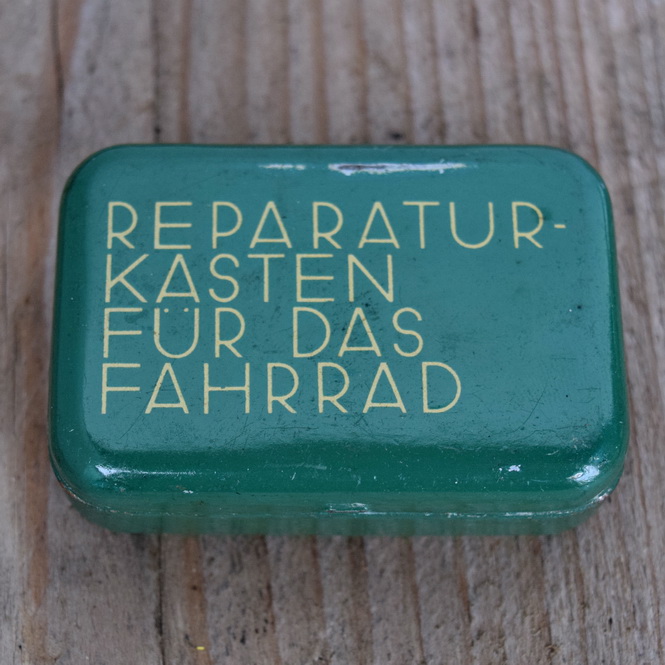 REPARATUR-
KASTEN
FÜR DAS
FAHRRAD